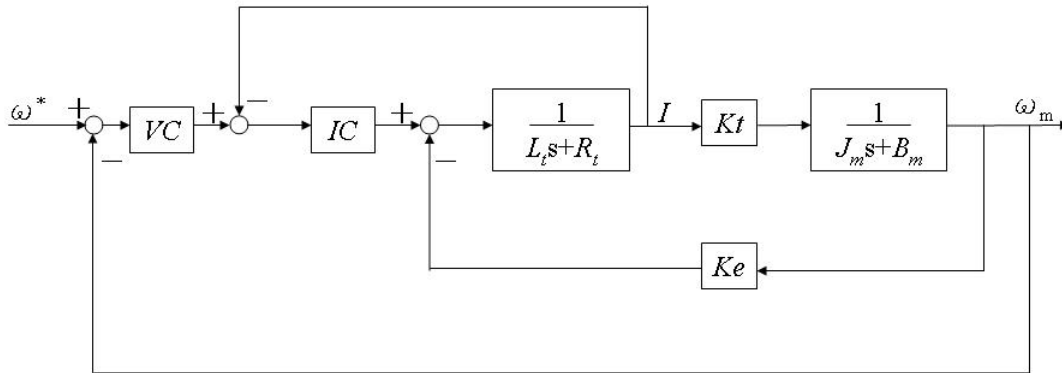 ω* + − VC + − IC + − 1 / L_t s+R_t I Kt 1 / J_m s+B_m ω_m
Ke